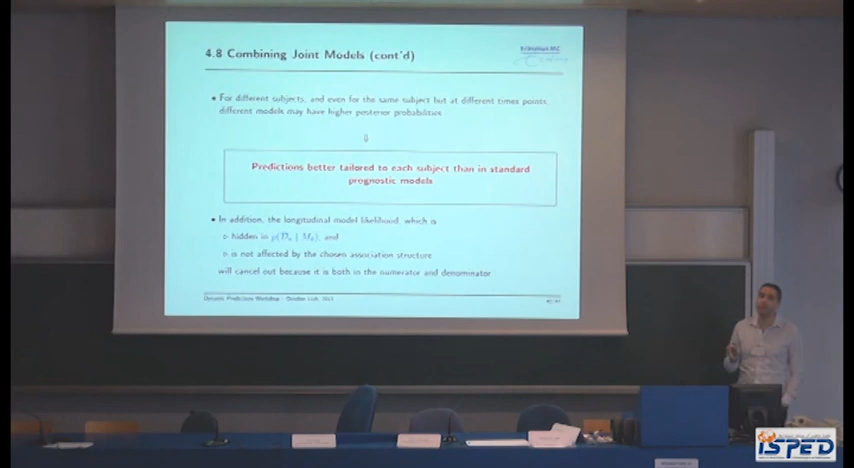 4.8 Combining Joint Models (cont'd)
Erasmus MC
• For different subjects, and even for the same subject but at different times points,
different models may have higher posterior probabilities
⇓
Predictions better tailored to each subject than in standard
prognostic models
• In addition, the longitudinal model likelihood, which is
▷ hidden in p(𝒟ₙ | Mₖ), and
▷ is not affected by the chosen association structure
will cancel out because it is both in the numerator and denominator
Dynamic Predictions Workshop - October 11th, 2013
ISPED